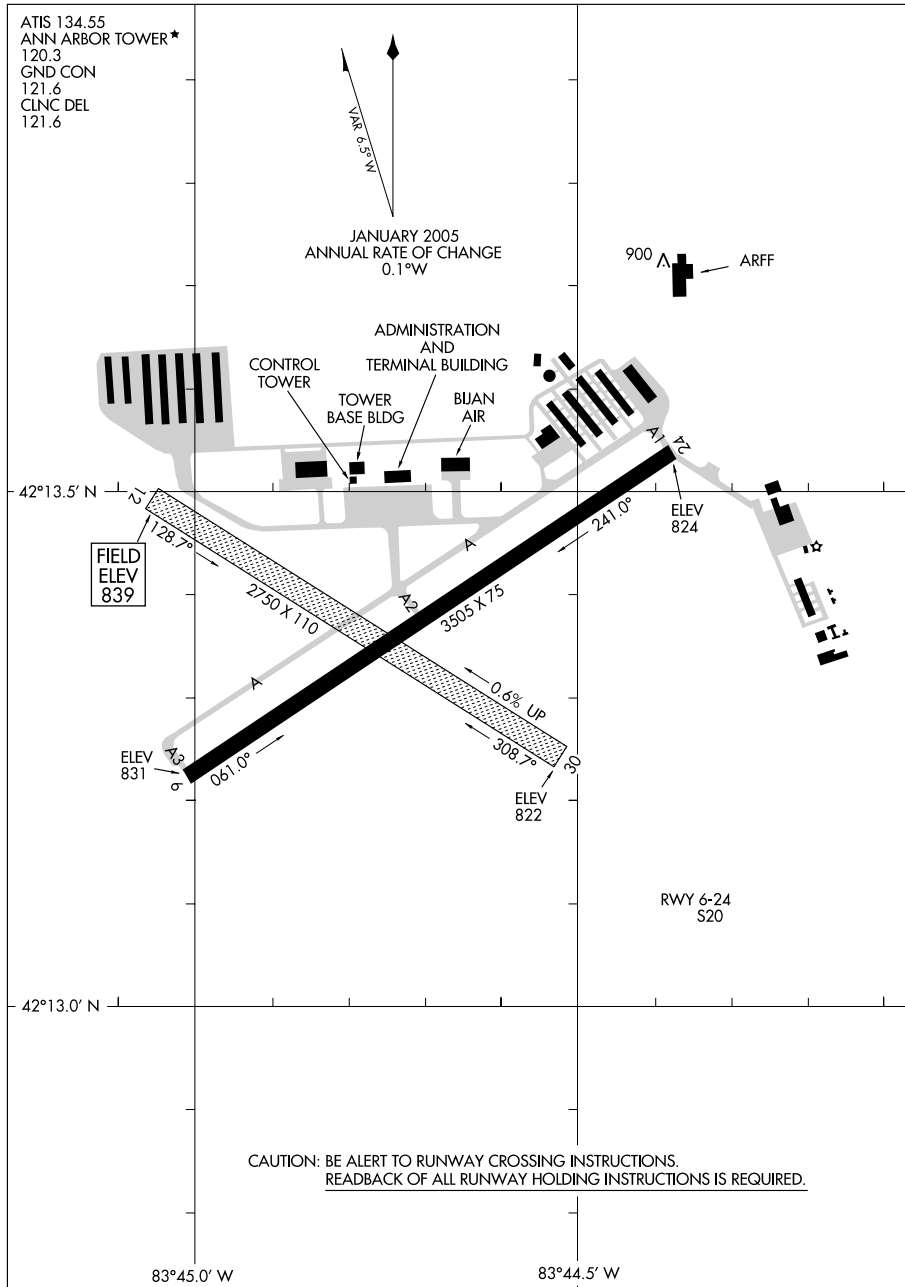 ATIS 134.55
ANN ARBOR TOWER★
120.3
GND CON
121.6
CLNC DEL
121.6
VAR 6.5° W
JANUARY 2005
ANNUAL RATE OF CHANGE
0.1°W
900
ARFF
ADMINISTRATION
AND
TERMINAL BUILDING
CONTROL
TOWER
TOWER
BASE BLDG
BIJAN
AIR
A1
24
42°13.5' N
12
ELEV
824
241.0°
128.7°
FIELD
ELEV
839
A
2750 X 110
3505 X 75
A2
A
0.6% UP
308.7°
30
ELEV
831
A3
6
061.0°
ELEV
822
RWY 6-24
S20
42°13.0' N
CAUTION: BE ALERT TO RUNWAY CROSSING INSTRUCTIONS.
READBACK OF ALL RUNWAY HOLDING INSTRUCTIONS IS REQUIRED.
83°45.0' W
83°44.5' W